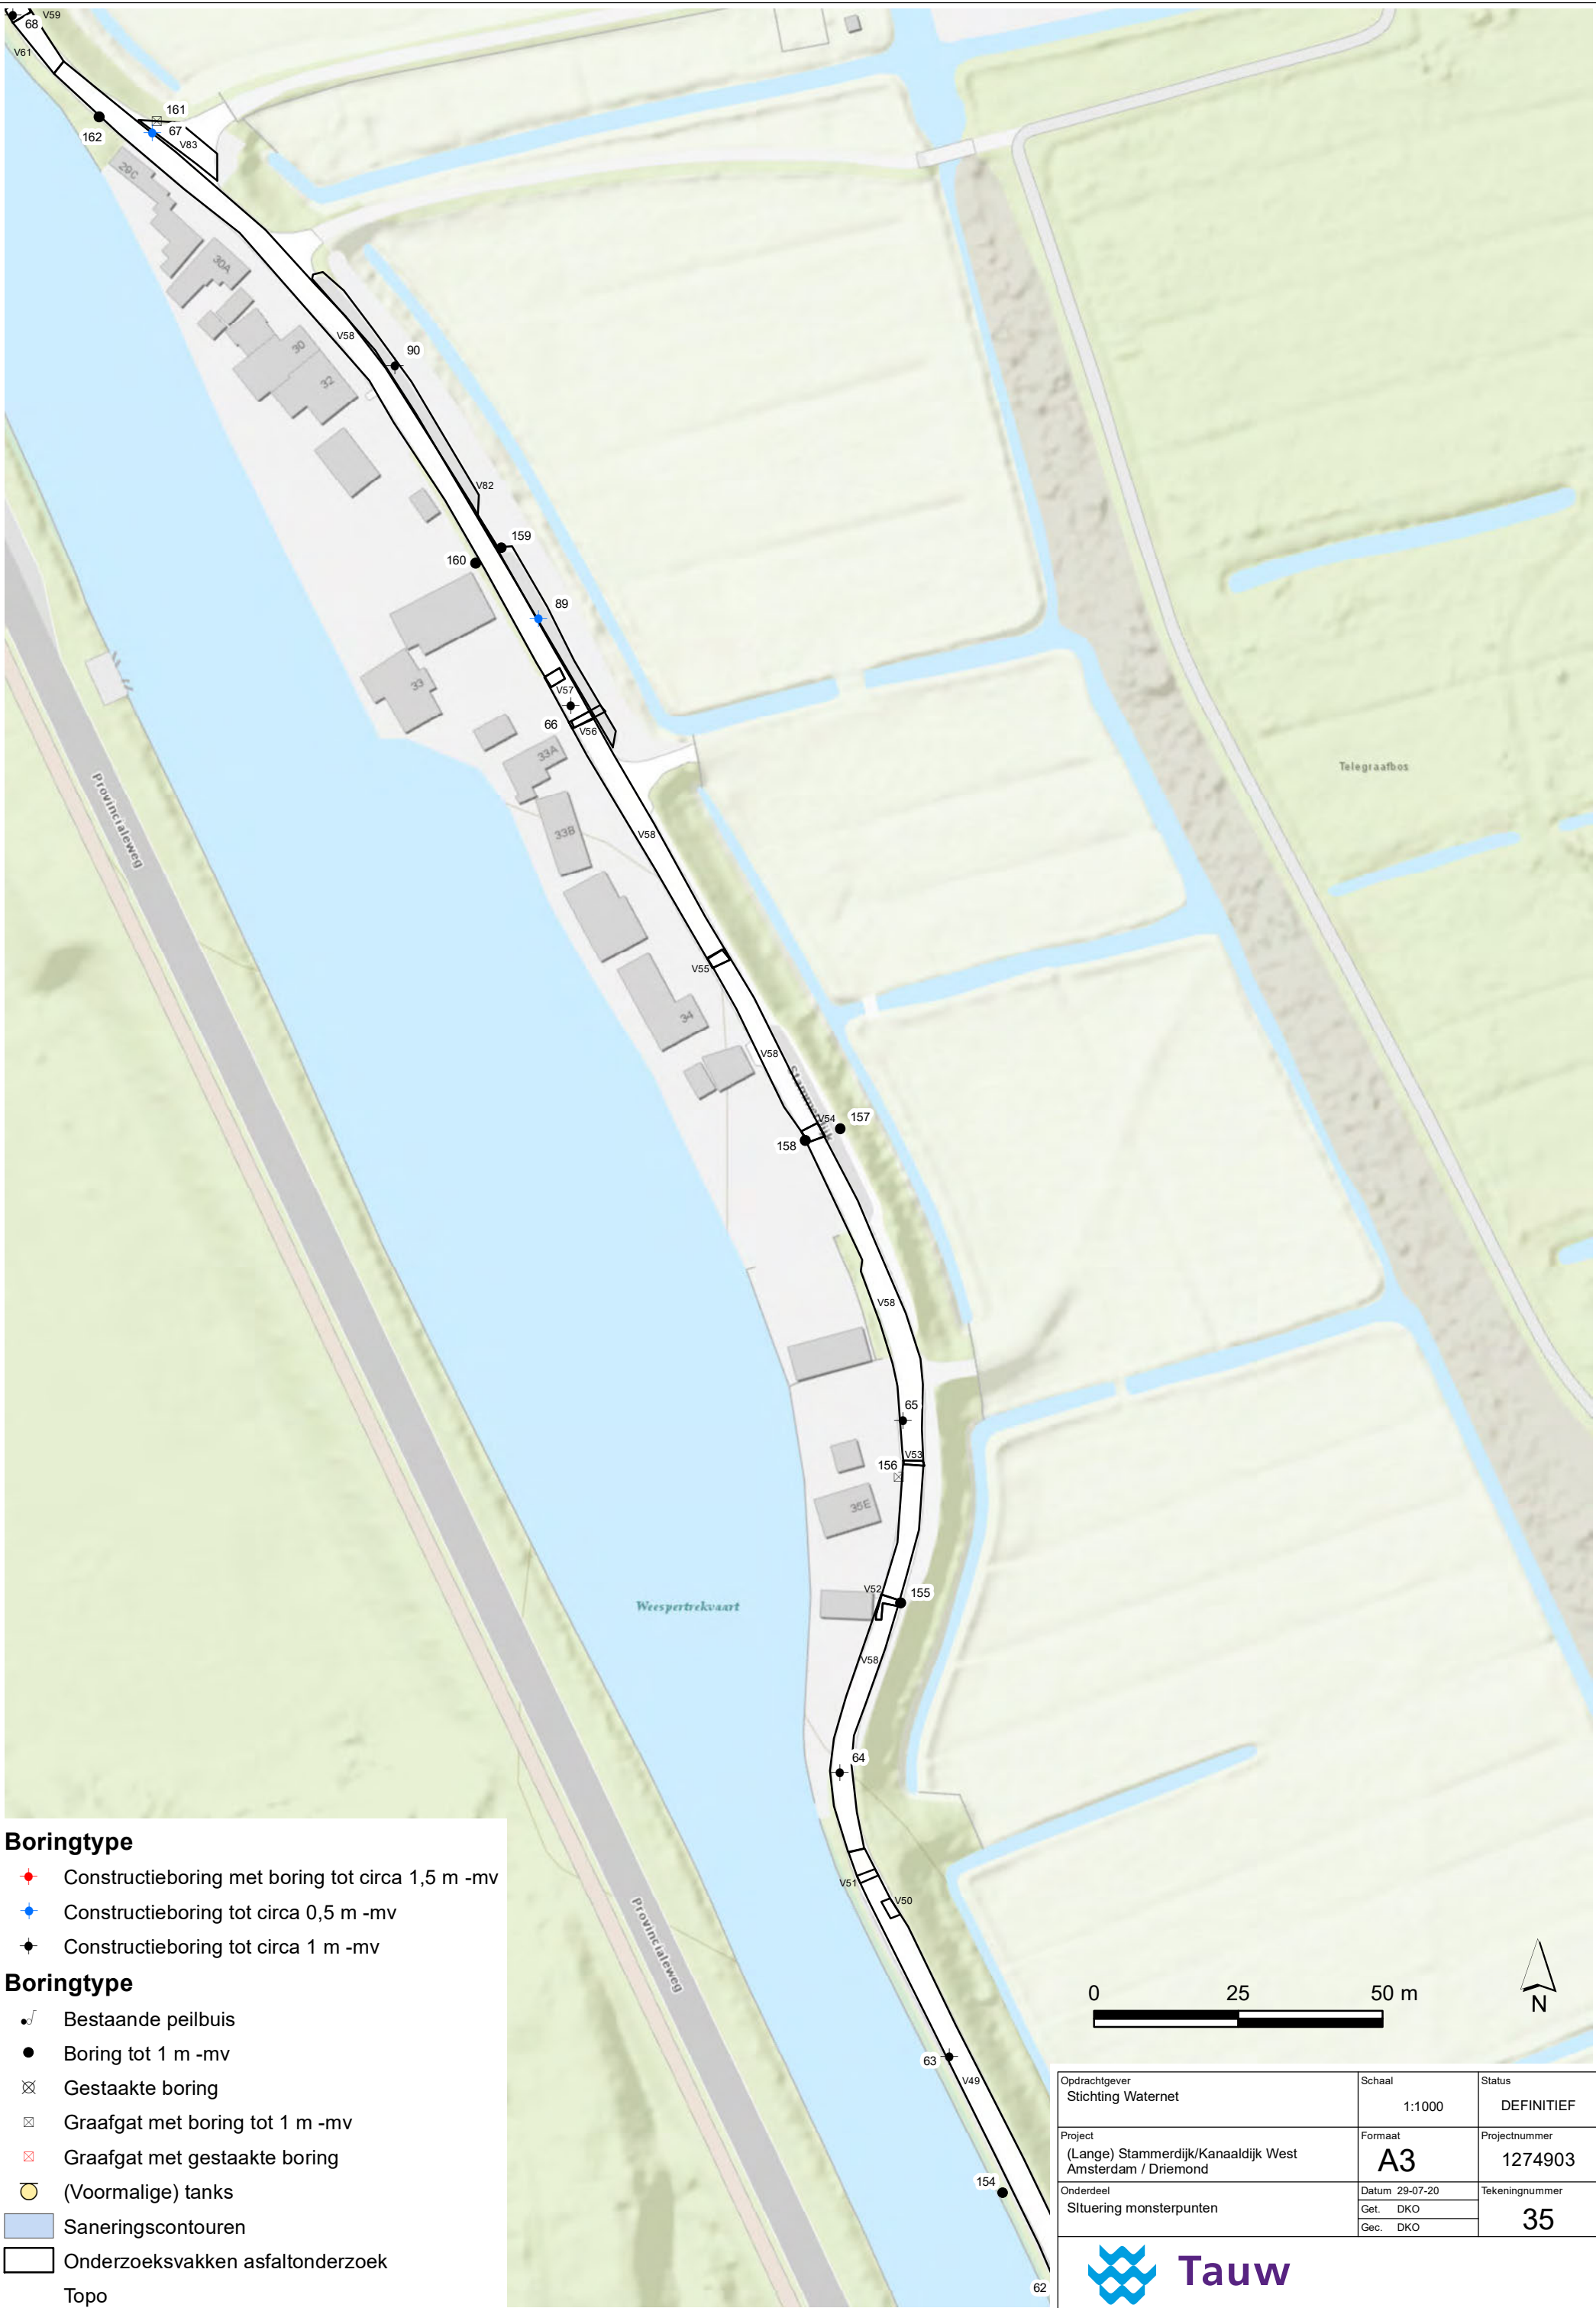 V59
68
V61
161
67
V83
162
29C
30A
V58
30
32
90
V82
159
160
89
33
V57
66
V56
33A
33B
V58
Provincialeweg
Telegraafbos
V55
34
V58
Stammerdijk
V54
157
158
V58
65
V53
156
35E
V52
155
Weespertrekvaart
V58
64
V51
V50
Provincialeweg
63
V49
154
62
Boringtype
Constructieboring met boring tot circa 1,5 m -mv
Constructieboring tot circa 0,5 m -mv
Constructieboring tot circa 1 m -mv
Boringtype
Bestaande peilbuis
Boring tot 1 m -mv
Gestaakte boring
Graafgat met boring tot 1 m -mv
Graafgat met gestaakte boring
(Voormalige) tanks
Saneringscontouren
Onderzoeksvakken asfaltonderzoek
Topo
0 25 50 m
N
Opdrachtgever
Stichting Waternet
Schaal
1:1000
Status
DEFINITIEF
Project
(Lange) Stammerdijk/Kanaaldijk West
Amsterdam / Driemond
Formaat
A3
Projectnummer
1274903
Onderdeel
SItuering monsterpunten
Datum 29-07-20
Get. DKO
Gec. DKO
Tekeningnummer
35
Tauw